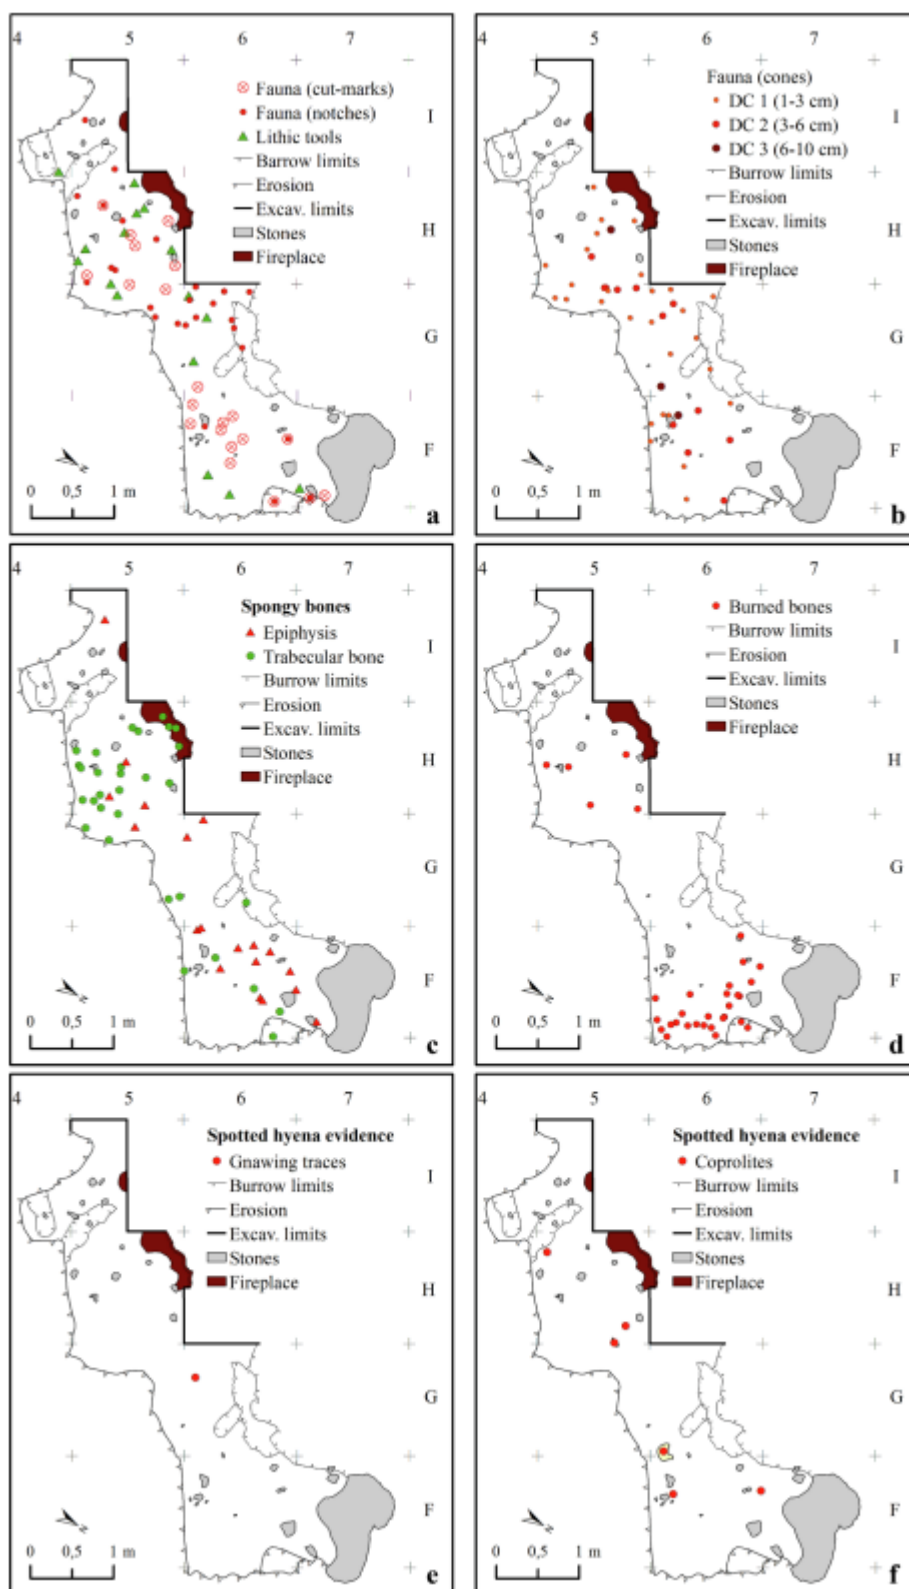 4 5 6 7
Fauna (cut-marks)
Fauna (notches)
Lithic tools
Barrow limits
Erosion
Excav. limits
Stones
Fireplace
I
H
G
F
N
0 0,5 1 m
a
4 5 6 7
Fauna (cones)
DC 1 (1-3 cm)
DC 2 (3-6 cm)
DC 3 (6-10 cm)
Burrow limits
Erosion
Excav. limits
Stones
Fireplace
I
H
G
F
N
0 0,5 1 m
b
4 5 6 7
Spongy bones
Epiphysis
Trabecular bone
Burrow limits
Erosion
Excav. limits
Stones
Fireplace
I
H
G
F
N
0 0,5 1 m
c
4 5 6 7
Burned bones
Burrow limits
Erosion
Excav. limits
Stones
Fireplace
I
H
G
F
N
0 0,5 1 m
d
4 5 6 7
Spotted hyena evidence
Gnawing traces
Burrow limits
Erosion
Excav. limits
Stones
Fireplace
I
H
G
F
N
0 0,5 1 m
e
4 5 6 7
Spotted hyena evidence
Coprolites
Burrow limits
Erosion
Excav. limits
Stones
Fireplace
I
H
G
F
N
0 0,5 1 m
f